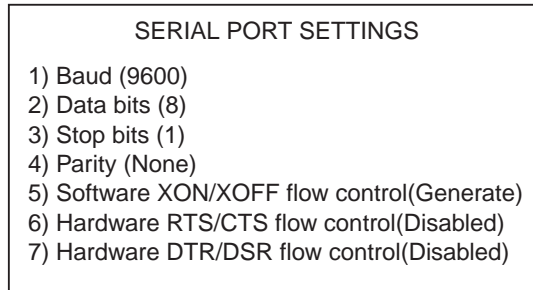 SERIAL PORT SETTINGS
1) Baud (9600)
2) Data bits (8)
3) Stop bits (1)
4) Parity (None)
5) Software XON/XOFF flow control(Generate)
6) Hardware RTS/CTS flow control(Disabled)
7) Hardware DTR/DSR flow control(Disabled)